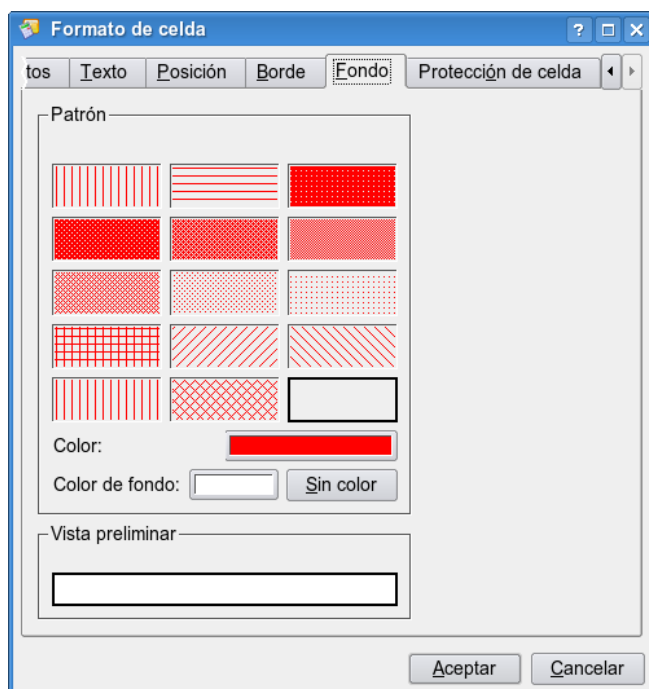 Formato de celda
tos Texto Posición Borde Fondo Protección de celda
Patrón
Color:
Color de fondo: Sin color
Vista preliminar
Aceptar Cancelar